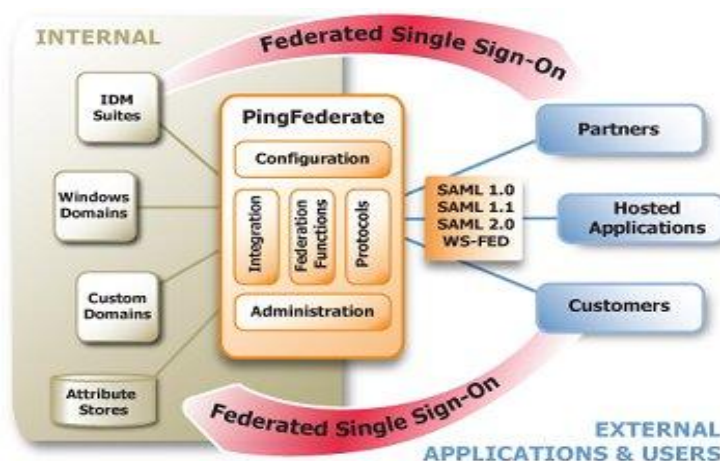 INTERNAL
Federated Single Sign-On
IDM
Suites
Windows
Domains
Custom
Domains
Attribute
Stores
PingFederate
Configuration
Integration
Federation
Functions
Protocols
Administration
SAML 1.0
SAML 1.1
SAML 2.0
WS-FED
Partners
Hosted
Applications
Customers
Federated Single Sign-On
EXTERNAL
APPLICATIONS & USERS